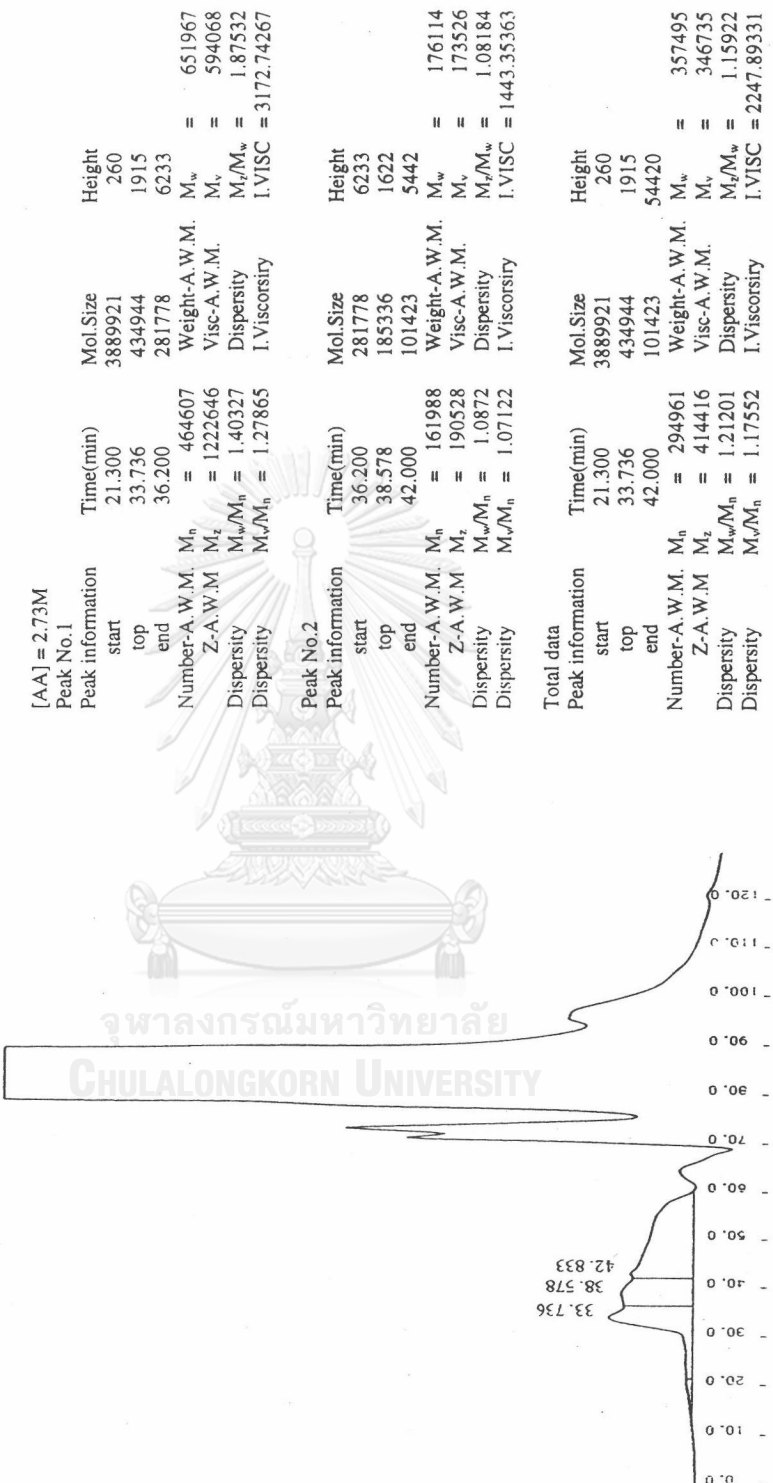 [AA] = 2.73M
Peak No.1
Peak information Time(min) Mol.Size Height
start 21.300 3889921 260
top 33.736 434944 1915
end 36.200 281778 6233
Number-A.W.M. Mn = 464607 Weight-A.W.M. Mw = 651967
Z-A.W.M Mz = 1222646 Visc-A.W.M. Mv = 594068
Dispersity Mw/Mn = 1.40327 Dispersity Mz/Mw = 1.87532
Dispersity Mv/Mn = 1.27865 I.Viscorsiry I.VISC = 3172.74267
Peak No.2
Peak information Time(min) Mol.Size Height
start 36.200 281778 6233
top 38.578 185336 1622
end 42.000 101423 5442
Number-A.W.M. Mn = 161988 Weight-A.W.M. Mw = 176114
Z-A.W.M Mz = 190528 Visc-A.W.M. Mv = 173526
Dispersity Mw/Mn = 1.0872 Dispersity Mz/Mw = 1.08184
Dispersity Mv/Mn = 1.07122 I.Viscorsiry I.VISC = 1443.35363
Total data
Peak information Time(min) Mol.Size Height
start 21.300 3889921 260
top 33.736 434944 1915
end 42.000 101423 54420
Number-A.W.M. Mn = 294961 Weight-A.W.M. Mw = 357495
Z-A.W.M Mz = 414416 Visc-A.W.M. Mv = 346735
Dispersity Mw/Mn = 1.21201 Dispersity Mz/Mw = 1.15922
Dispersity Mv/Mn = 1.17552 I.Viscorsiry I.VISC = 2247.89331
จุฬาลงกรณ์มหาวิทยาลัย
CHULALONGKORN UNIVERSITY
33.736
38.578
42.833
0.0
10.0
20.0
30.0
40.0
50.0
60.0
70.0
80.0
90.0
100.0
110.0
120.0